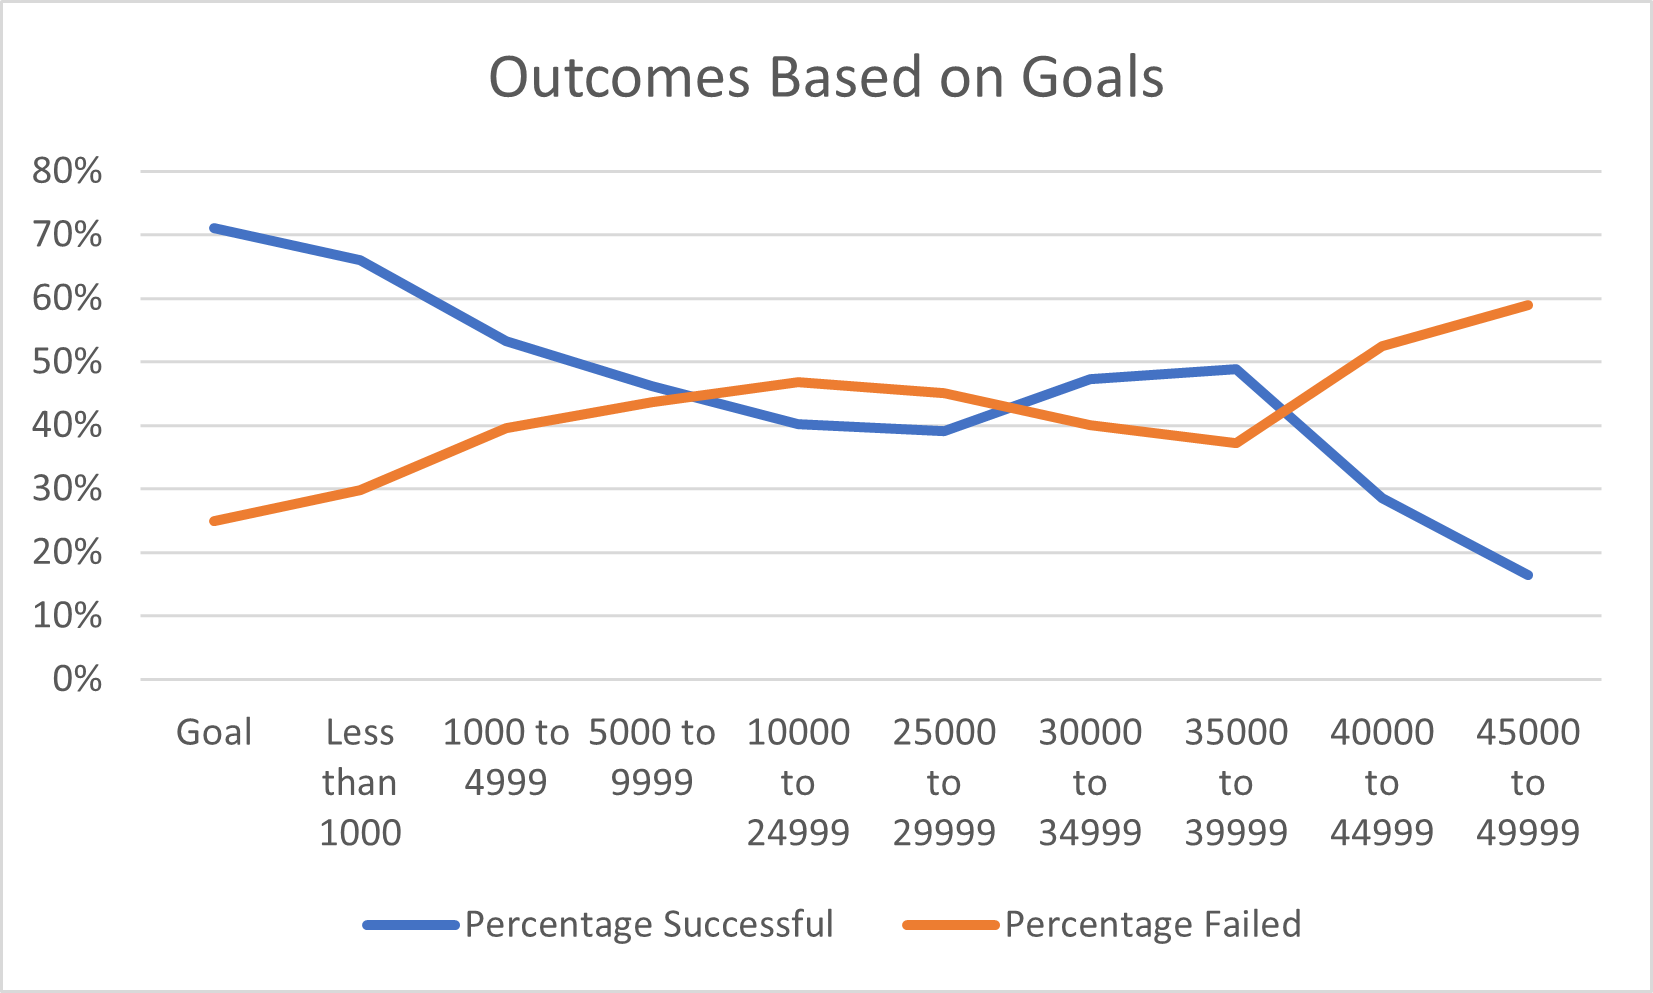 Outcomes Based on Goals
80%
70%
60%
50%
40%
30%
20%
10%
0%
Goal
Less
than
1000
1000 to
4999
5000 to
9999
10000
to
24999
25000
to
29999
30000
to
34999
35000
to
39999
40000
to
44999
45000
to
49999
Percentage Successful
Percentage Failed